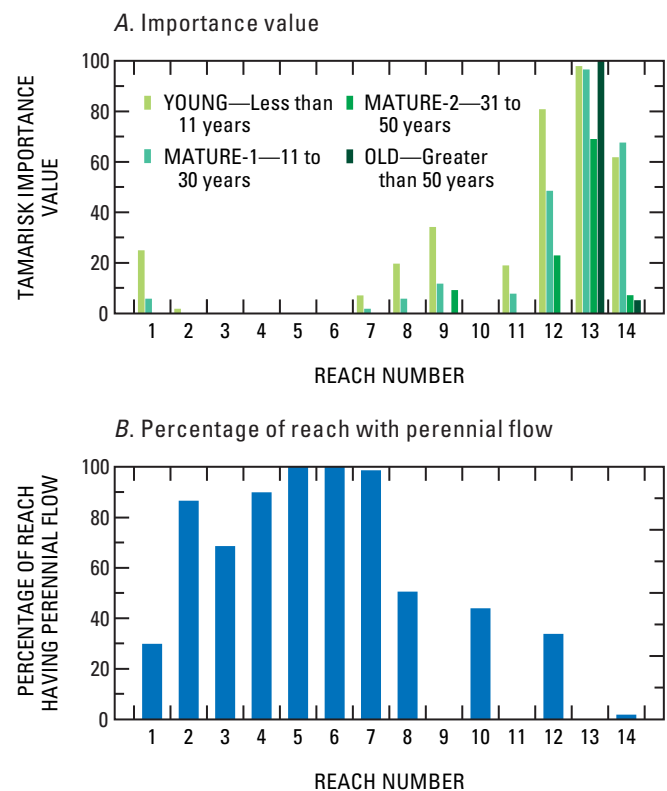 A. Importance value
TAMARISK IMPORTANCE
VALUE
100
80
60
40
20
0
YOUNG—Less than
11 years
MATURE-1—11 to
30 years
MATURE-2—31 to
50 years
OLD—Greater
than 50 years
1 2 3 4 5 6 7 8 9 10 11 12 13 14
REACH NUMBER
B. Percentage of reach with perennial flow
PERCENTAGE OF REACH
HAVING PERENNIAL FLOW
100
80
60
40
20
0
1 2 3 4 5 6 7 8 9 10 11 12 13 14
REACH NUMBER